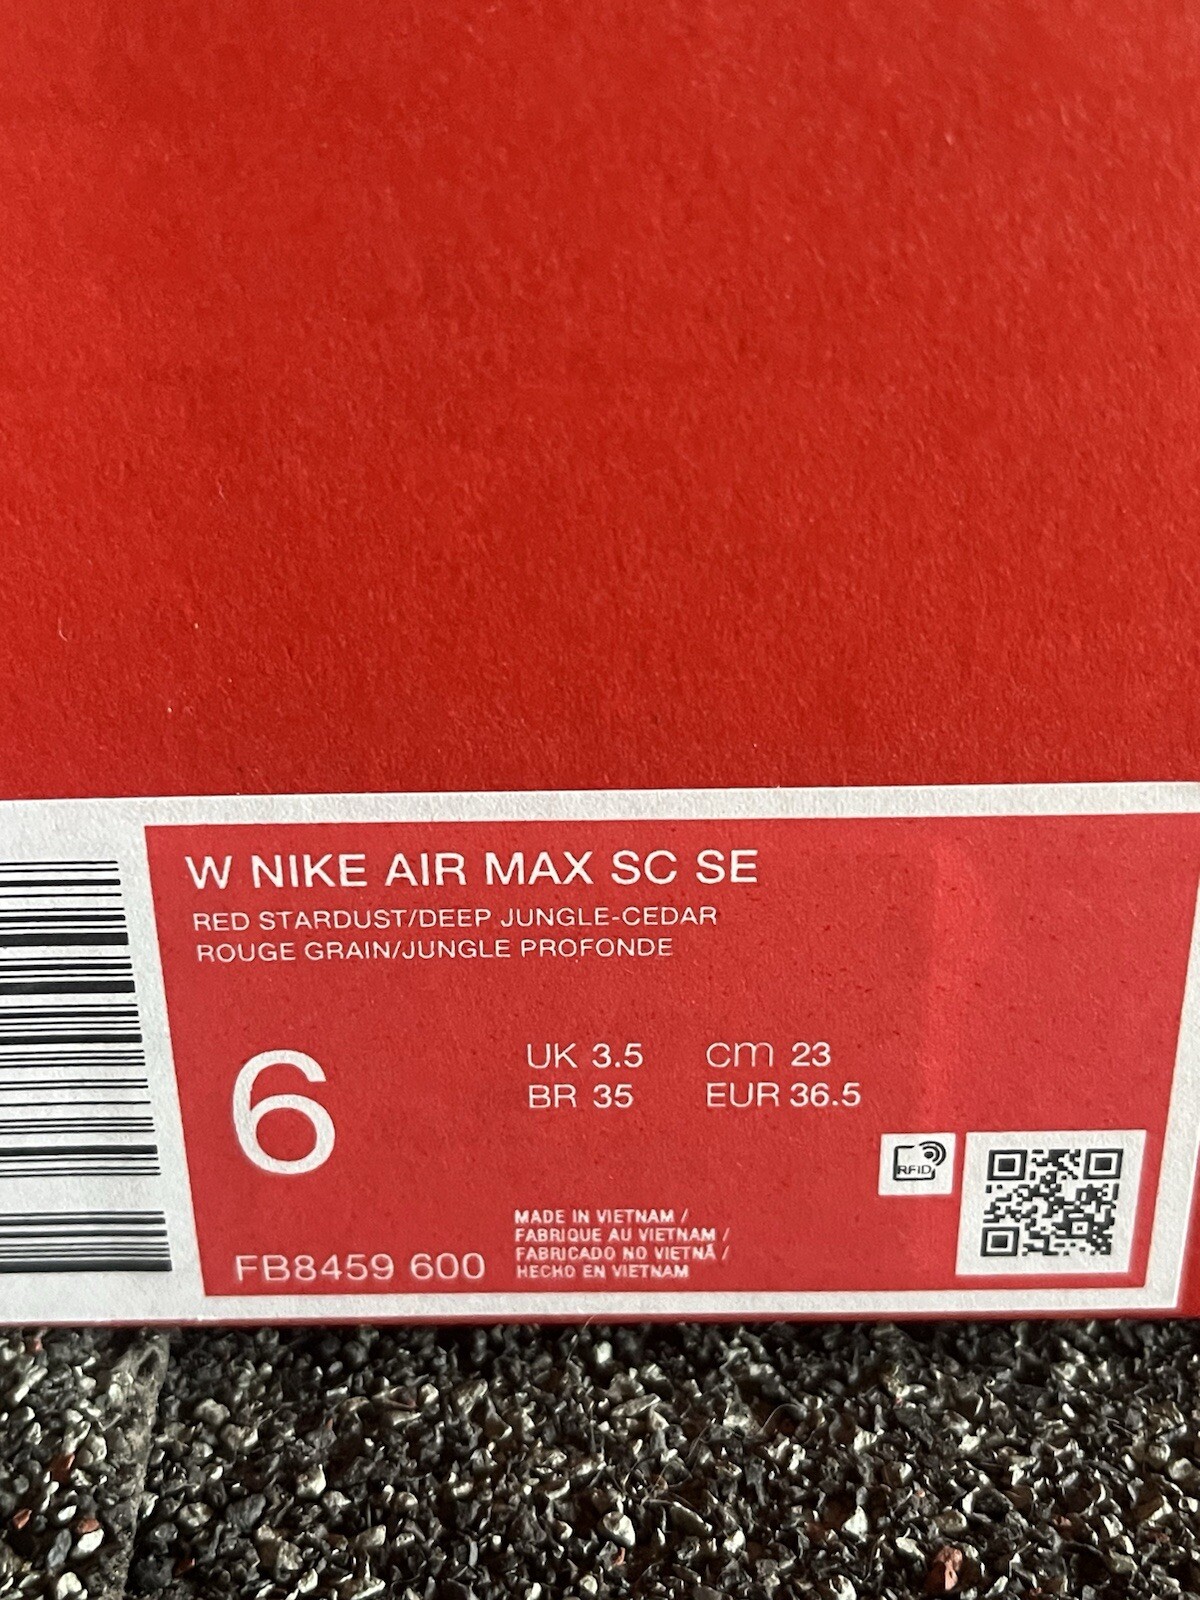 W NIKE AIR MAX SC SE
RED STARDUST/DEEP JUNGLE-CEDAR
ROUGE GRAIN/JUNGLE PROFONDE
6
UK 3.5 cm 23
BR 35 EUR 36.5
RFID
FB8459 600
MADE IN VIETNAM /
FABRIQUE AU VIETNAM /
FABRICADO NO VIETNÃ /
HECHO EN VIETNAM